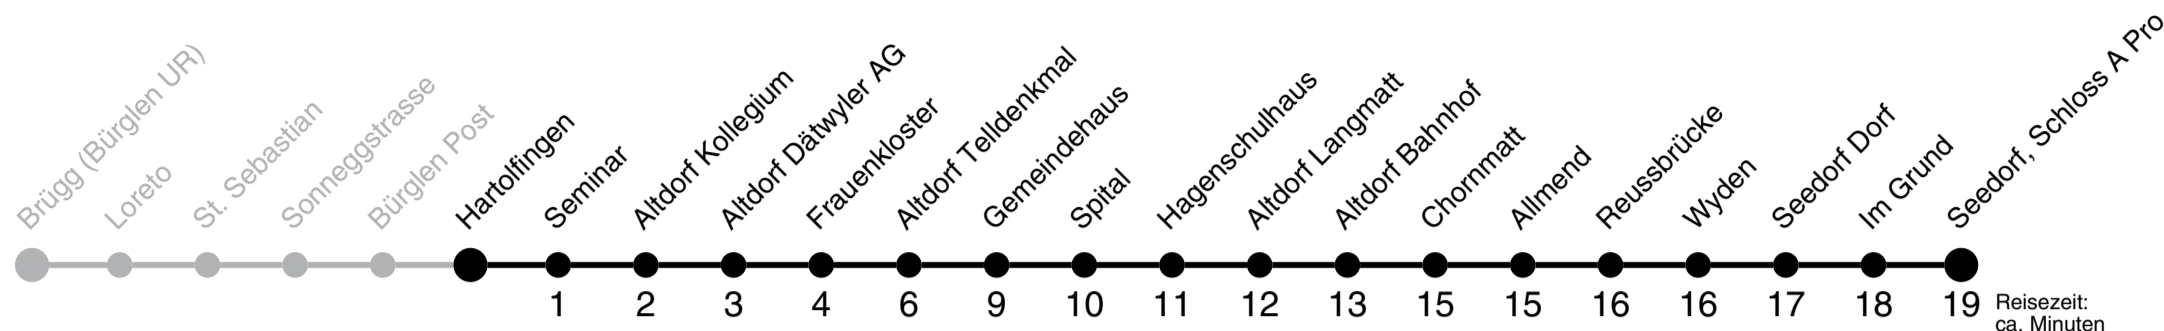 Brügg (Bürglen UR)
Loreto
St. Sebastian
Sonneggstrasse
Bürglen Post
Hartolfingen
Seminar
Altdorf Kollegium
Altdorf Dätwyler AG
Frauenkloster
Altdorf Telldenkmal
Gemeindehaus
Spital
Hagenschulhaus
Altdorf Langmatt
Altdorf Bahnhof
Chornmatt
Allmend
Reussbrücke
Wyden
Seedorf Dorf
Im Grund
Seedorf, Schloss A Pro
1 2 3 4 6 9 10 11 12 13 15 15 16 16 17 18 19
Reisezeit:
ca. Minuten